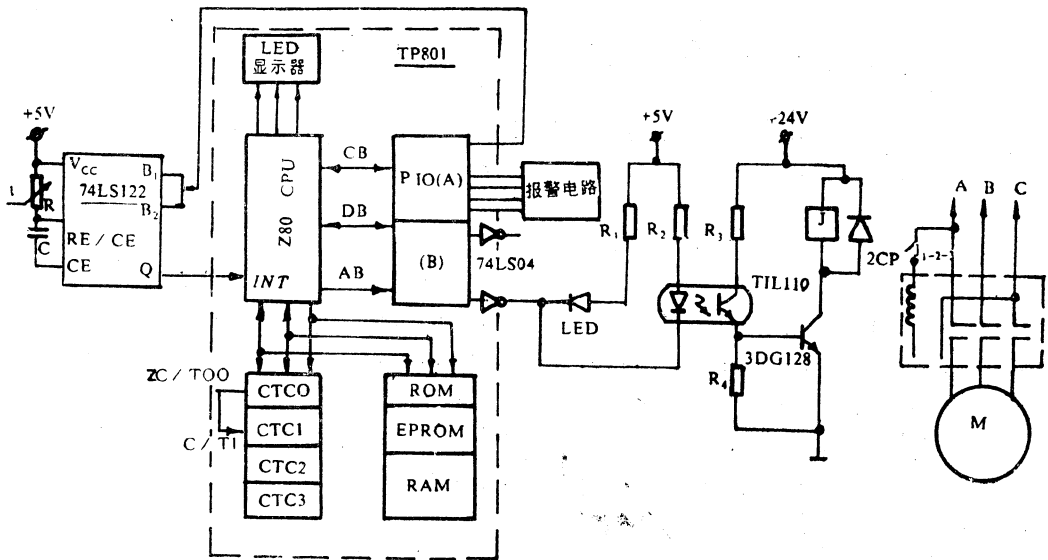 LED
显示器
TP801
+5V
+5V
24V
VCC
B1
74LS122
R
B2
C
RE / CE
CE
Q
Z80 CPU
INT
CB
DB
AB
PIO(A)
(B)
报警电路
74LS04
R1
R2
R3
J
2CP
TIL110
LED
3DG128
R4
A
B
C
1-2-
M
ZC / TOO
C / TI
CTC0
CTC1
CTC2
CTC3
ROM
EPROM
RAM